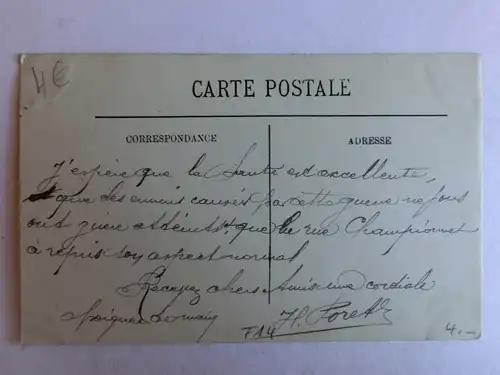 4€
CARTE POSTALE
CORRESPONDANCE
ADRESSE
J'espère que la Santé est excellente,
et que les ennuis causés par cette guerre ne vous
ont guère atteints et que la rue Championnet
à repris son aspect normal
Recevez chers Amis une cordiale
poignée de main
H. Foret
F14
4.-